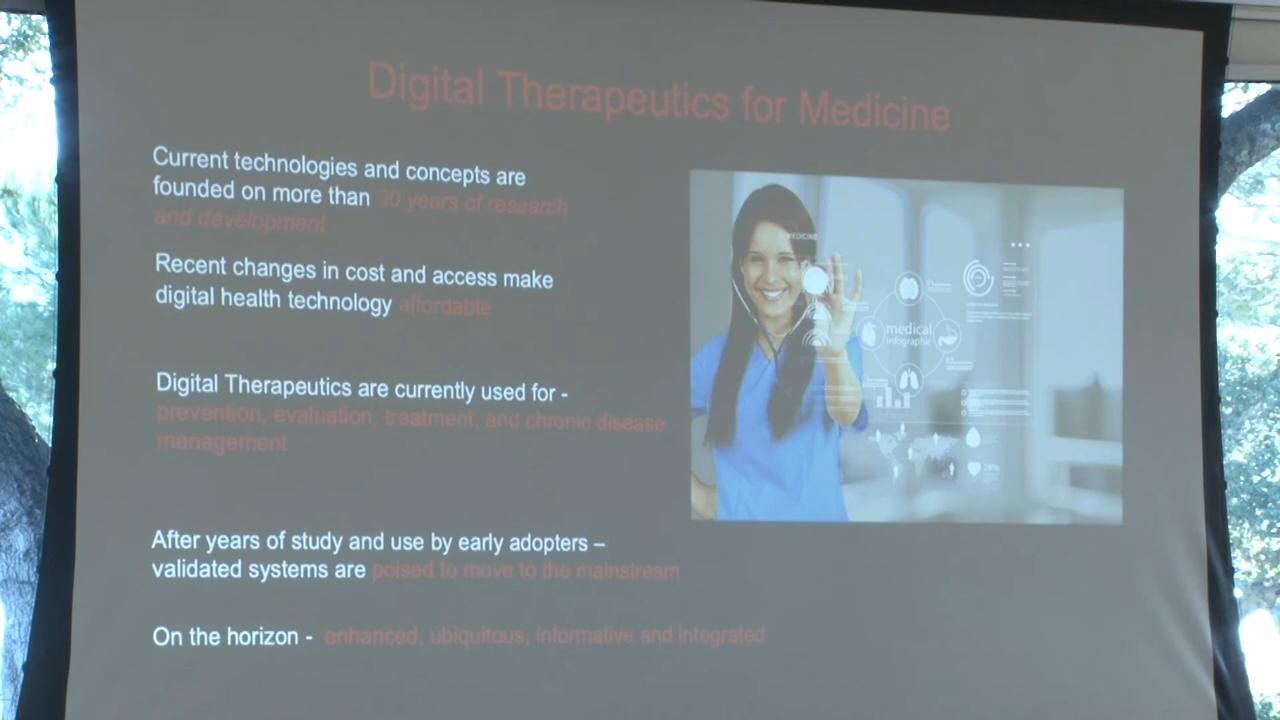 Digital Therapeutics for Medicine
Current technologies and concepts are
founded on more than 30 years of research
and development
Recent changes in cost and access make
digital health technology affordable
Digital Therapeutics are currently used for -
prevention, evaluation, treatment, and chronic disease
management
After years of study and use by early adopters –
validated systems are poised to move to the mainstream
On the horizon - enhanced, ubiquitous, informative and integrated
MEDICINE
medical
infographic